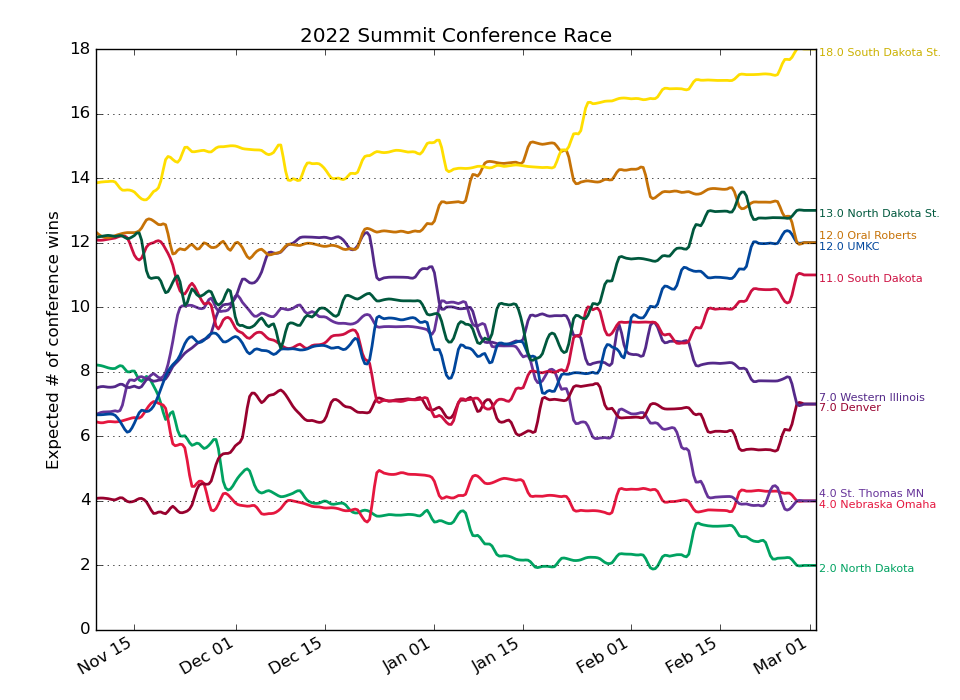 2022 Summit Conference Race
Expected # of conference wins
18
16
14
12
10
8
6
4
2
0
Nov 15
Dec 01
Dec 15
Jan 01
Jan 15
Feb 01
Feb 15
Mar 01
18.0 South Dakota St.
13.0 North Dakota St.
12.0 Oral Roberts
12.0 UMKC
11.0 South Dakota
7.0 Western Illinois
7.0 Denver
4.0 St. Thomas MN
4.0 Nebraska Omaha
2.0 North Dakota